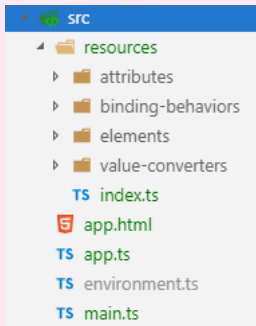 src
resources
attributes
binding-behaviors
elements
value-converters
TS index.ts
5 app.html
TS app.ts
TS environment.ts
TS main.ts